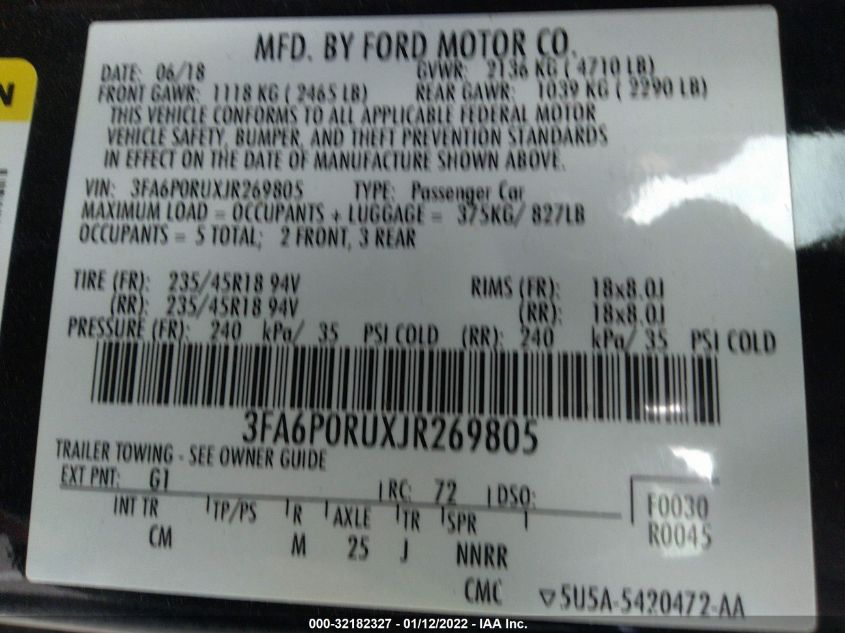 N
MFD. BY FORD MOTOR CO.
DATE: 06/18 GVWR: 2136 KG ( 4710 LB)
FRONT GAWR: 1118 KG ( 2465 LB) REAR GAWR: 1039 KG ( 2290 LB)
THIS VEHICLE CONFORMS TO ALL APPLICABLE FEDERAL MOTOR
VEHICLE SAFETY, BUMPER, AND THEFT PREVENTION STANDARDS
IN EFFECT ON THE DATE OF MANUFACTURE SHOWN ABOVE.
VIN: 3FA6P0RUXJR269805 TYPE: Passenger Car
MAXIMUM LOAD = OCCUPANTS + LUGGAGE = 375KG/ 827LB
OCCUPANTS = 5 TOTAL; 2 FRONT, 3 REAR
TIRE (FR): 235/45R18 94V RIMS (FR): 18x8.0J
(RR): 235/45R18 94V (RR): 18x8.0J
PRESSURE (FR): 240 kPa/ 35 PSI COLD (RR): 240 kPa/ 35 PSI COLD
3FA6P0RUXJR269805
TRAILER TOWING - SEE OWNER GUIDE
EXT PNT: G1 RC: 72 DSO: F0030
INT TR TP/PS R AXLE TR SPR R0045
CM M 25 J NNRR
CMC ▽5U5A-5420472-AA
000-32182327 - 01/12/2022 - IAA Inc.